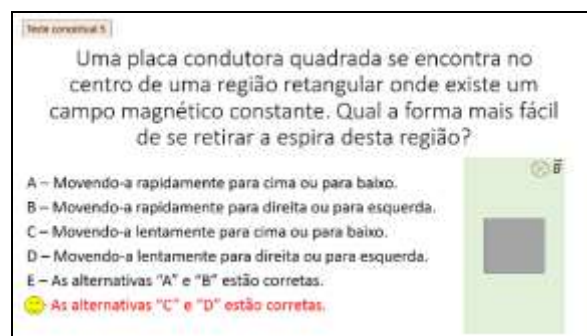 Teste conceitual 5
Uma placa condutora quadrada se encontra no
centro de uma região retangular onde existe um
campo magnético constante. Qual a forma mais fácil
de se retirar a espira desta região?
B
A – Movendo-a rapidamente para cima ou para baixo.
B – Movendo-a rapidamente para direita ou para esquerda.
C – Movendo-a lentamente para cima ou para baixo.
D – Movendo-a lentamente para direita ou para esquerda.
E – As alternativas "A" e "B" estão corretas.
As alternativas "C" e "D" estão corretas.